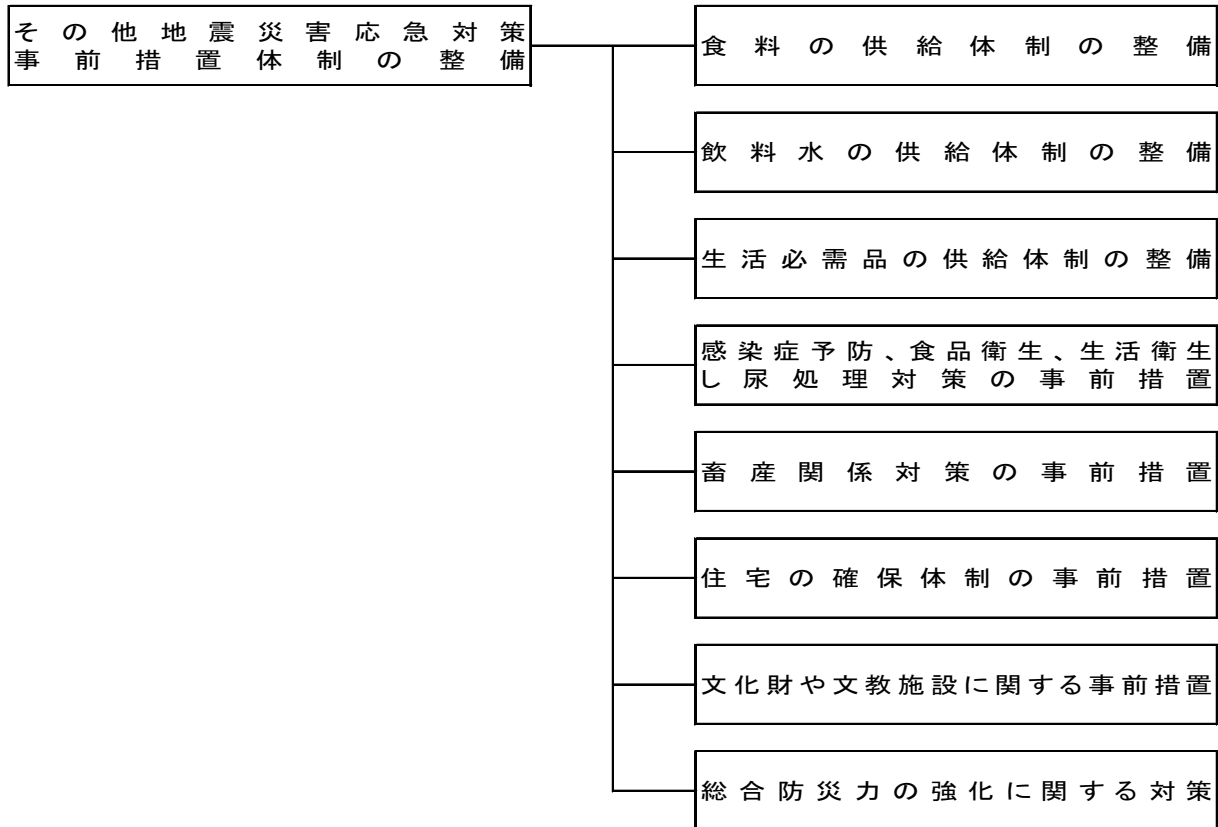 その他地震災害応急対策
事前措置体制の整備
食料の供給体制の整備
飲料水の供給体制の整備
生活必需品の供給体制の整備
感染症予防、食品衛生、生活衛生
し尿処理対策の事前措置
畜産関係対策の事前措置
住宅の確保体制の事前措置
文化財や文教施設に関する事前措置
総合防災力の強化に関する対策